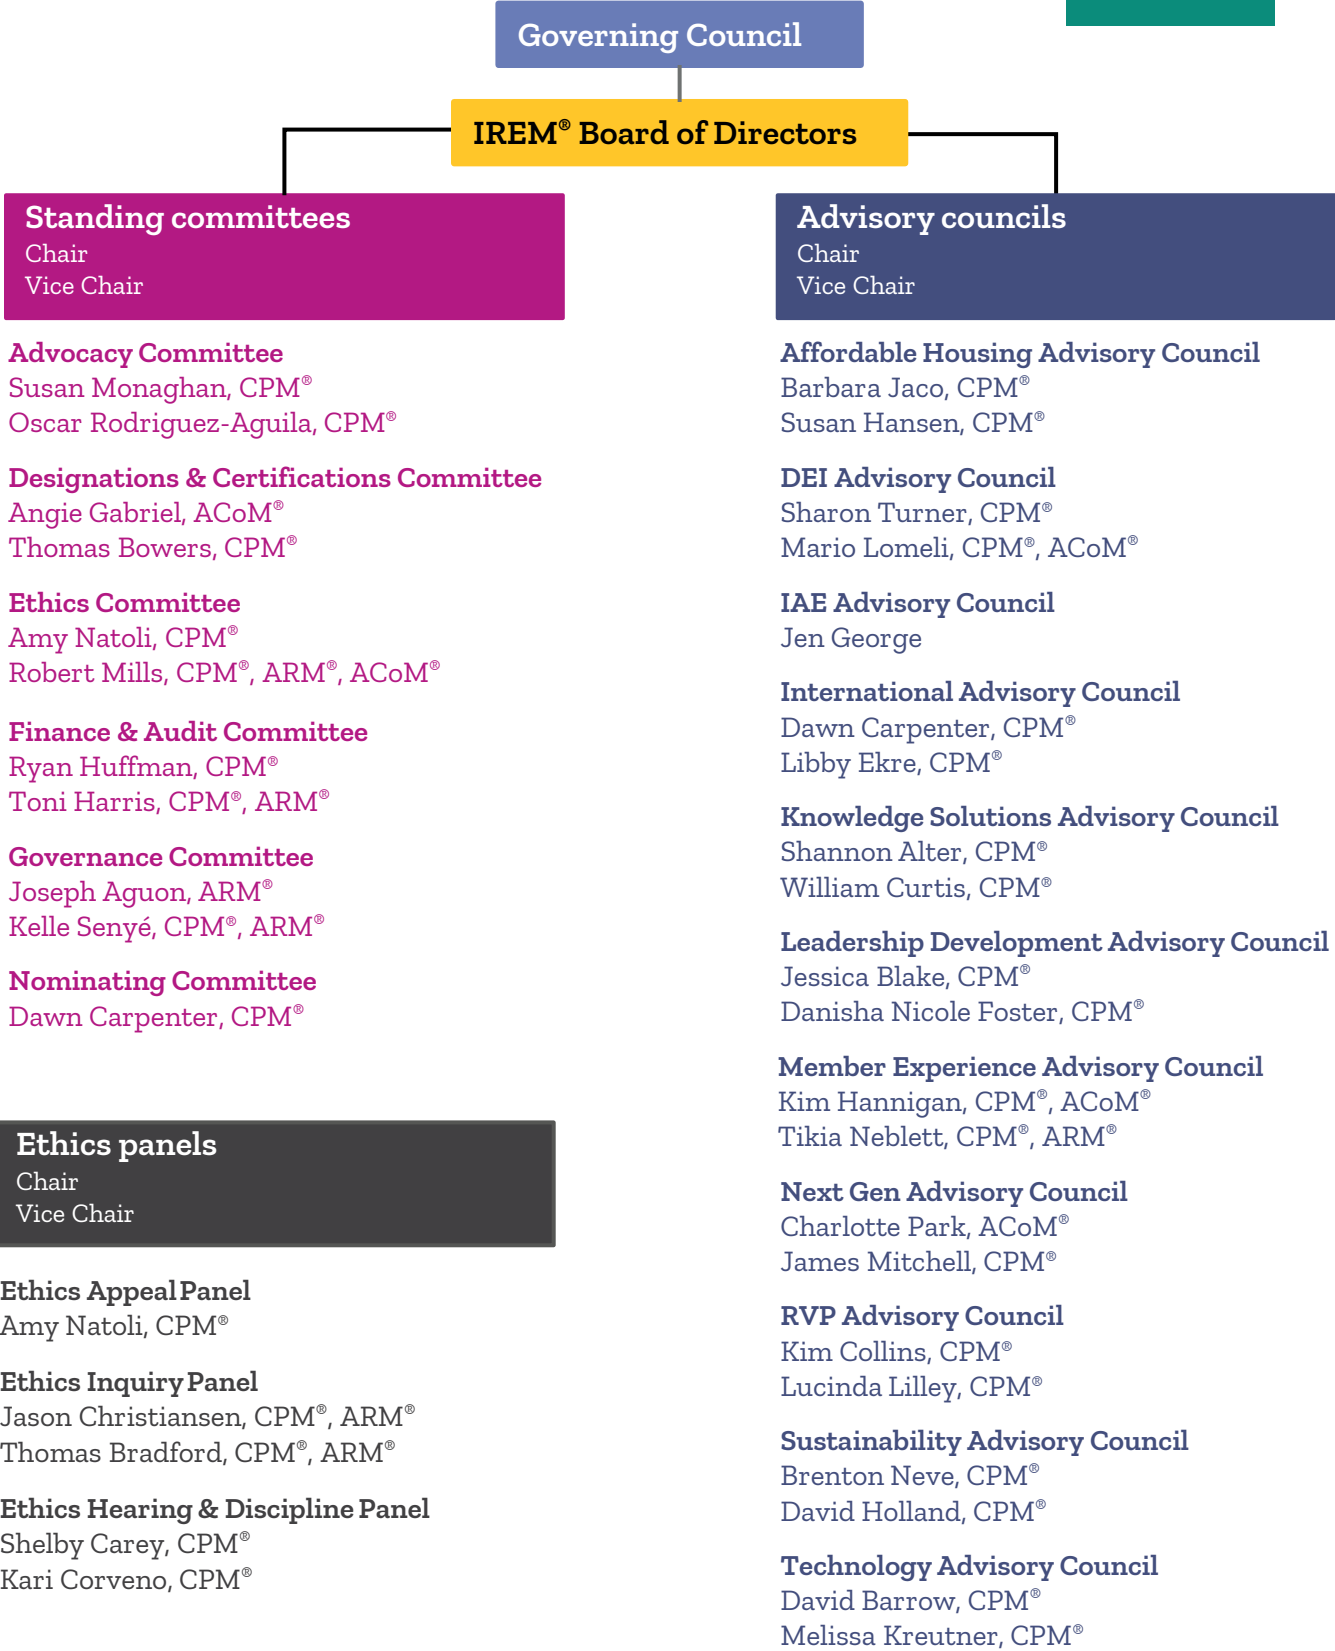 Governing Council
IREM® Board of Directors
Standing committees
Chair
Vice Chair
Advocacy Committee
Susan Monaghan, CPM®
Oscar Rodriguez-Aguila, CPM®
Designations & Certifications Committee
Angie Gabriel, ACoM®
Thomas Bowers, CPM®
Ethics Committee
Amy Natoli, CPM®
Robert Mills, CPM®, ARM®, ACoM®
Finance & Audit Committee
Ryan Huffman, CPM®
Toni Harris, CPM®, ARM®
Governance Committee
Joseph Aguon, ARM®
Kelle Senyé, CPM®, ARM®
Nominating Committee
Dawn Carpenter, CPM®
Ethics panels
Chair
Vice Chair
Ethics Appeal Panel
Amy Natoli, CPM®
Ethics Inquiry Panel
Jason Christiansen, CPM®, ARM®
Thomas Bradford, CPM®, ARM®
Ethics Hearing & Discipline Panel
Shelby Carey, CPM®
Kari Corveno, CPM®
Advisory councils
Chair
Vice Chair
Affordable Housing Advisory Council
Barbara Jaco, CPM®
Susan Hansen, CPM®
DEI Advisory Council
Sharon Turner, CPM®
Mario Lomeli, CPM®, ACoM®
IAE Advisory Council
Jen George
International Advisory Council
Dawn Carpenter, CPM®
Libby Ekre, CPM®
Knowledge Solutions Advisory Council
Shannon Alter, CPM®
William Curtis, CPM®
Leadership Development Advisory Council
Jessica Blake, CPM®
Danisha Nicole Foster, CPM®
Member Experience Advisory Council
Kim Hannigan, CPM®, ACoM®
Tikia Neblett, CPM®, ARM®
Next Gen Advisory Council
Charlotte Park, ACoM®
James Mitchell, CPM®
RVP Advisory Council
Kim Collins, CPM®
Lucinda Lilley, CPM®
Sustainability Advisory Council
Brenton Neve, CPM®
David Holland, CPM®
Technology Advisory Council
David Barrow, CPM®
Melissa Kreutner, CPM®